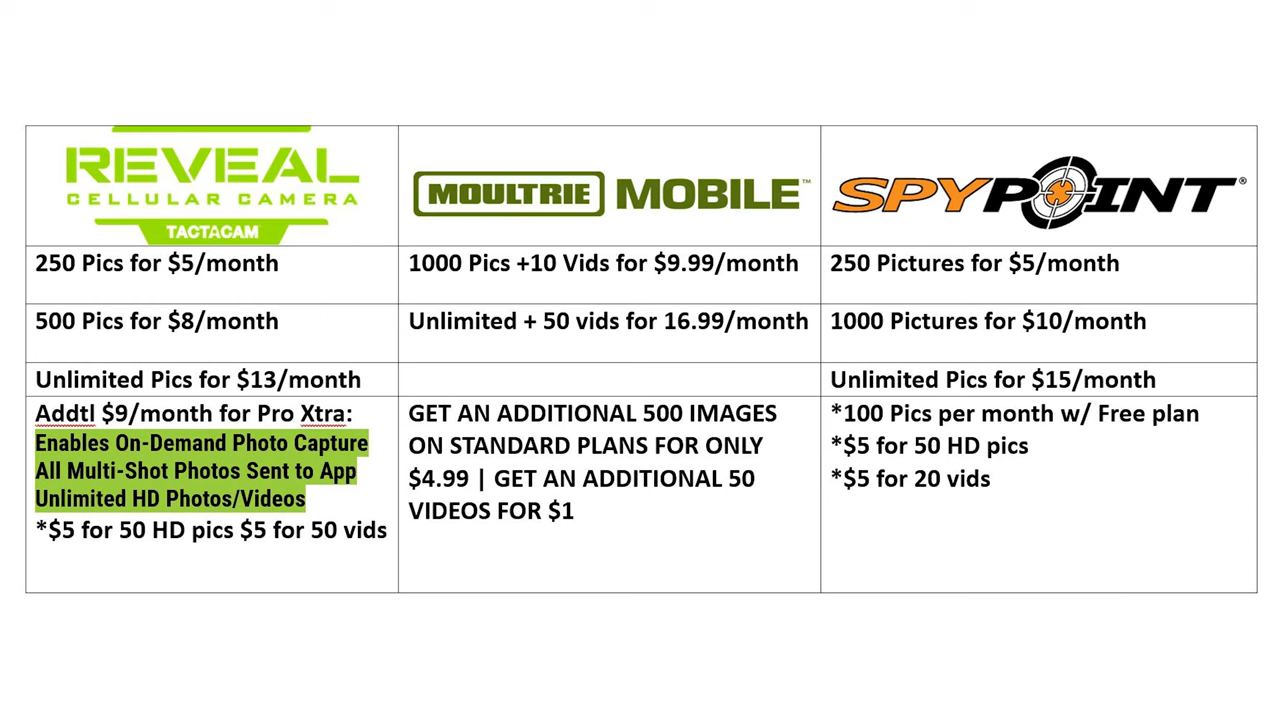 REVEAL
CELLULAR CAMERA
TACTACAM
MOULTRIE MOBILE™
SPYPOINT®
250 Pics for $5/month
1000 Pics +10 Vids for $9.99/month
250 Pictures for $5/month
500 Pics for $8/month
Unlimited + 50 vids for 16.99/month
1000 Pictures for $10/month
Unlimited Pics for $13/month
Unlimited Pics for $15/month
Addtl $9/month for Pro Xtra:
Enables On-Demand Photo Capture
All Multi-Shot Photos Sent to App
Unlimited HD Photos/Videos
*$5 for 50 HD pics $5 for 50 vids
GET AN ADDITIONAL 500 IMAGES
ON STANDARD PLANS FOR ONLY
$4.99 | GET AN ADDITIONAL 50
VIDEOS FOR $1
*100 Pics per month w/ Free plan
*$5 for 50 HD pics
*$5 for 20 vids